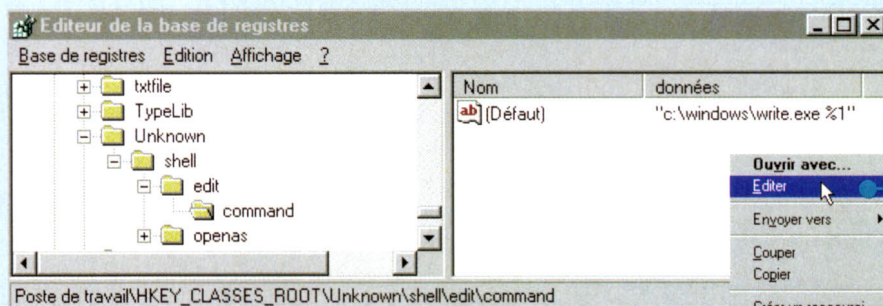 Editeur de la base de registres
Base de registres Edition Affichage ?
txtfile
TypeLib
Unknown
shell
edit
command
openas
Nom données
ab (Défaut) "c:\windows\write.exe %1"
Ouvrir avec...
Editer
Envoyer vers
Couper
Copier
Poste de travail\HKEY_CLASSES_ROOT\Unknown\shell\edit\command